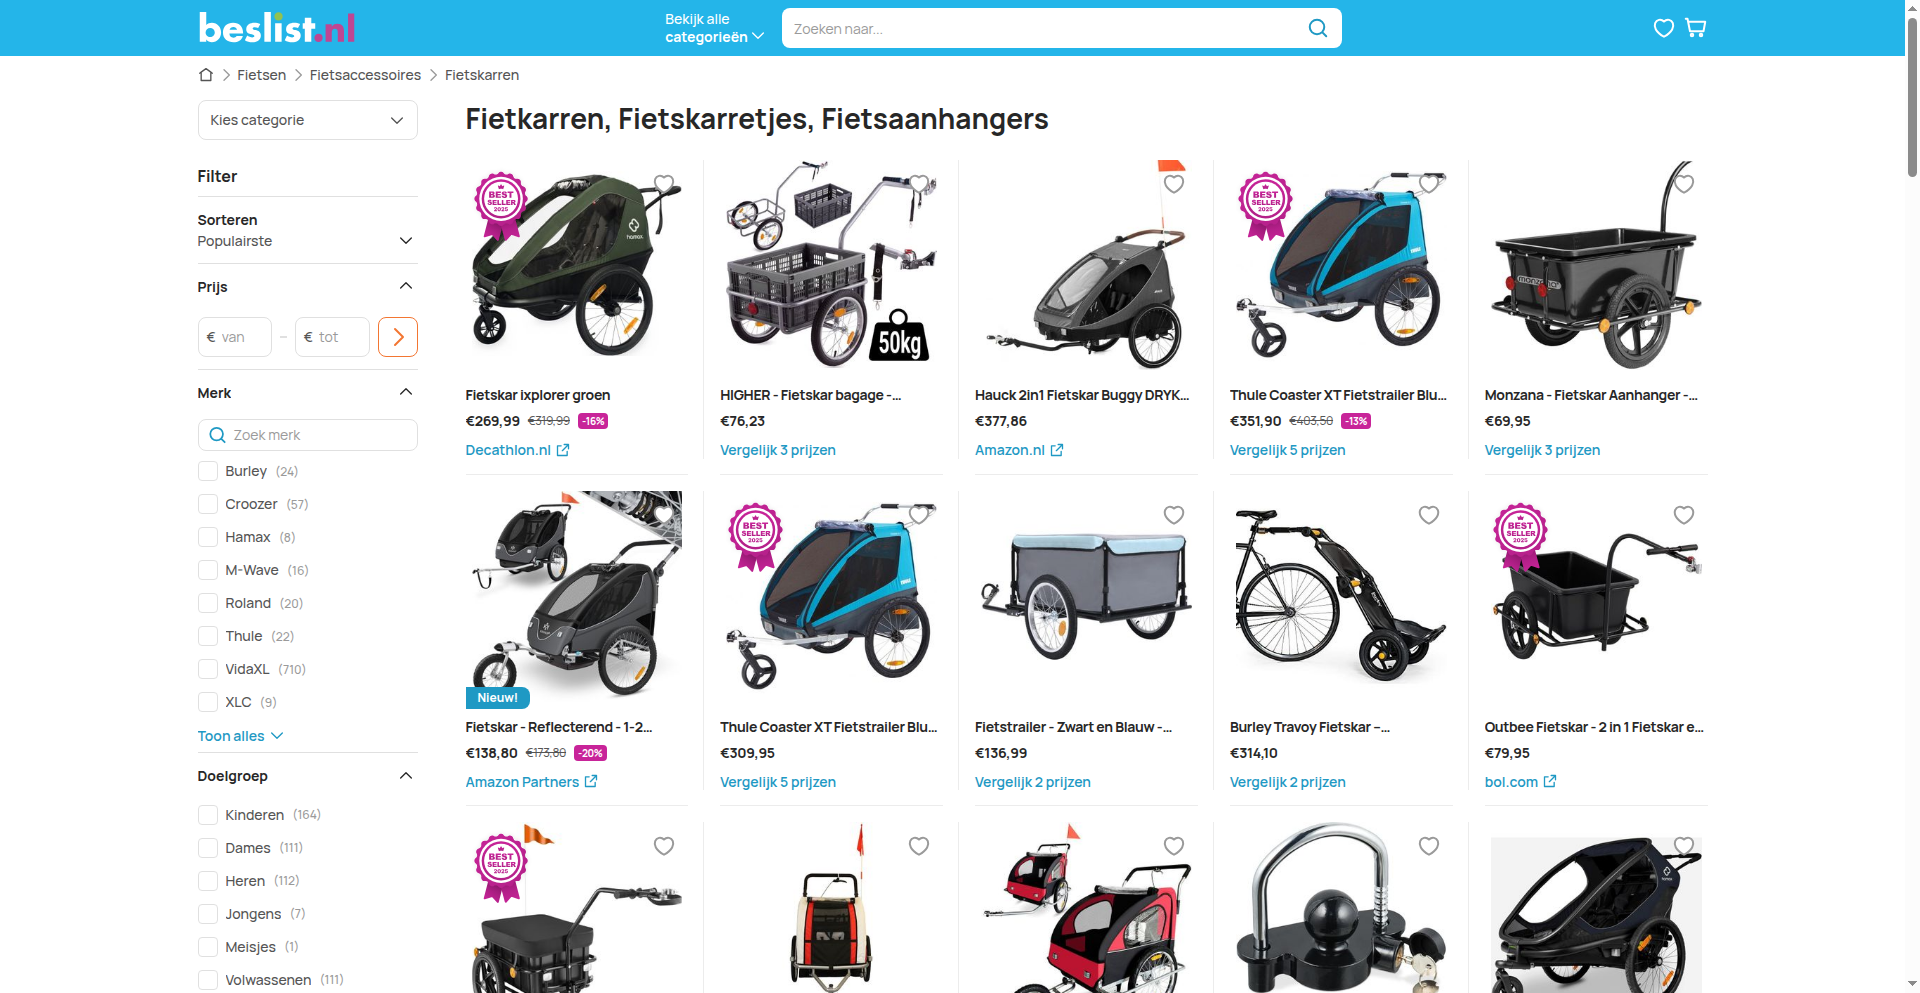 beslist.nl
Bekijk alle
categorieën
Zoeken naar...
Fietsen
Fietsaccessoires
Fietskarren
Kies categorie
Fietkarren, Fietskarretjes, Fietsaanhangers
Filter
Sorteren
Populairste
Prijs
€ van
–
€ tot
Merk
Zoek merk
Burley (24)
Croozer (57)
Hamax (8)
M-Wave (16)
Roland (20)
Thule (22)
VidaXL (710)
XLC (9)
Toon alles
Doelgroep
Kinderen (164)
Dames (111)
Heren (112)
Jongens (7)
Meisjes (1)
Volwassenen (111)
BEST
SELLER
2025
hamax
Fietskar ixplorer groen
€269,99 €319,99 -16%
Decathlon.nl
50kg
HIGHER - Fietskar bagage -...
€76,23
Vergelijk 3 prijzen
Hauck 2in1 Fietskar Buggy DRYK...
€377,86
Amazon.nl
BEST
SELLER
2025
Thule Coaster XT Fietstrailer Blu...
€351,90 €403,50 -13%
Vergelijk 5 prijzen
Monzana - Fietskar Aanhanger -...
€69,95
Vergelijk 3 prijzen
Nieuw!
Fietskar - Reflecterend - 1-2...
€138,80 €173,80 -20%
Amazon Partners
BEST
SELLER
2025
Thule Coaster XT Fietstrailer Blu...
€309,95
Vergelijk 5 prijzen
Fietstrailer - Zwart en Blauw -...
€136,99
Vergelijk 2 prijzen
Burley Travoy Fietskar –...
€314,10
Vergelijk 2 prijzen
BEST
SELLER
2025
Outbee Fietskar - 2 in 1 Fietskar e...
€79,95
bol.com
BEST
SELLER
2025